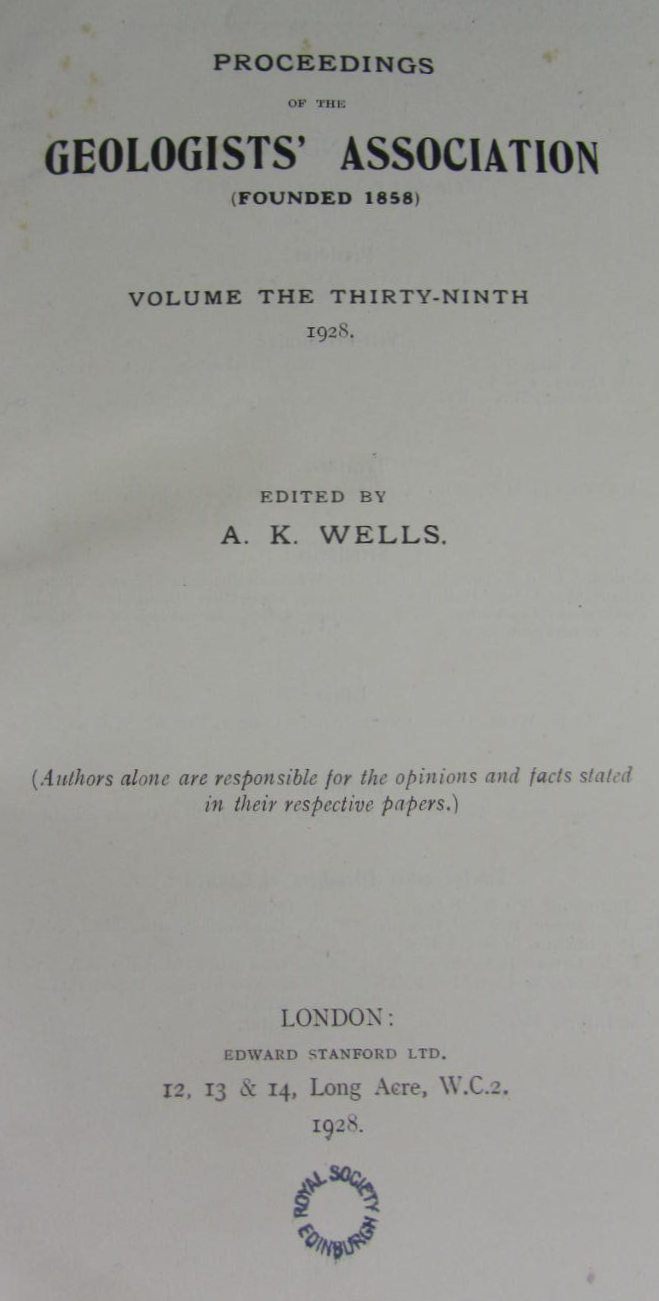 PROCEEDINGS
OF THE
GEOLOGISTS' ASSOCIATION
(FOUNDED 1858)
VOLUME THE THIRTY-NINTH
1928.
EDITED BY
A. K. WELLS.
(Authors alone are responsible for the opinions and facts stated
in their respective papers.)
LONDON:
EDWARD STANFORD LTD.
12, 13 & 14, Long Acre, W.C.2.
1928.
ROYAL SOCIETY
EDINBURGH